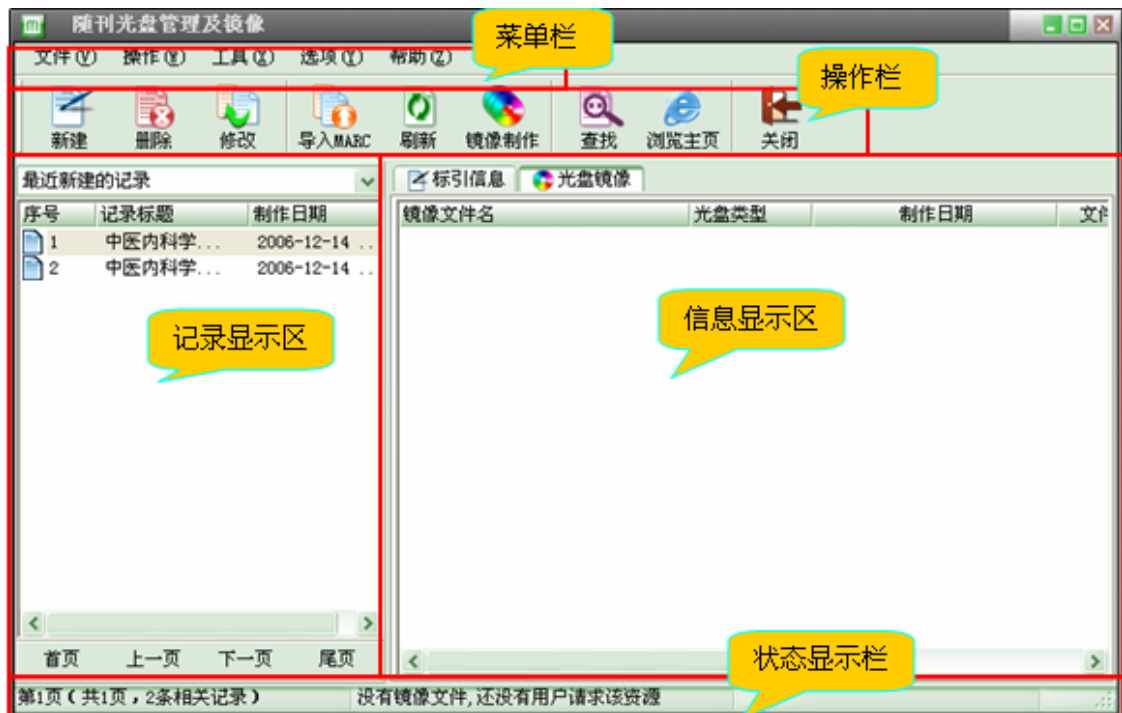 随刊光盘管理及镜像
菜单栏
文件(V) 操作(W) 工具(X) 选项(Y) 帮助(Z)
操作栏
新建 删除 修改 导入MARC 刷新 镜像制作 查找 浏览主页 关闭
最近新建的记录
标引信息 光盘镜像
序号 记录标题 制作日期
镜像文件名 光盘类型 制作日期 文件
1 中医内科学... 2006-12-14 ..
2 中医内科学... 2006-12-14 ..
记录显示区
信息显示区
首页 上一页 下一页 尾页
状态显示栏
第1页(共1页，2条相关记录) 没有镜像文件,还没有用户请求该资源